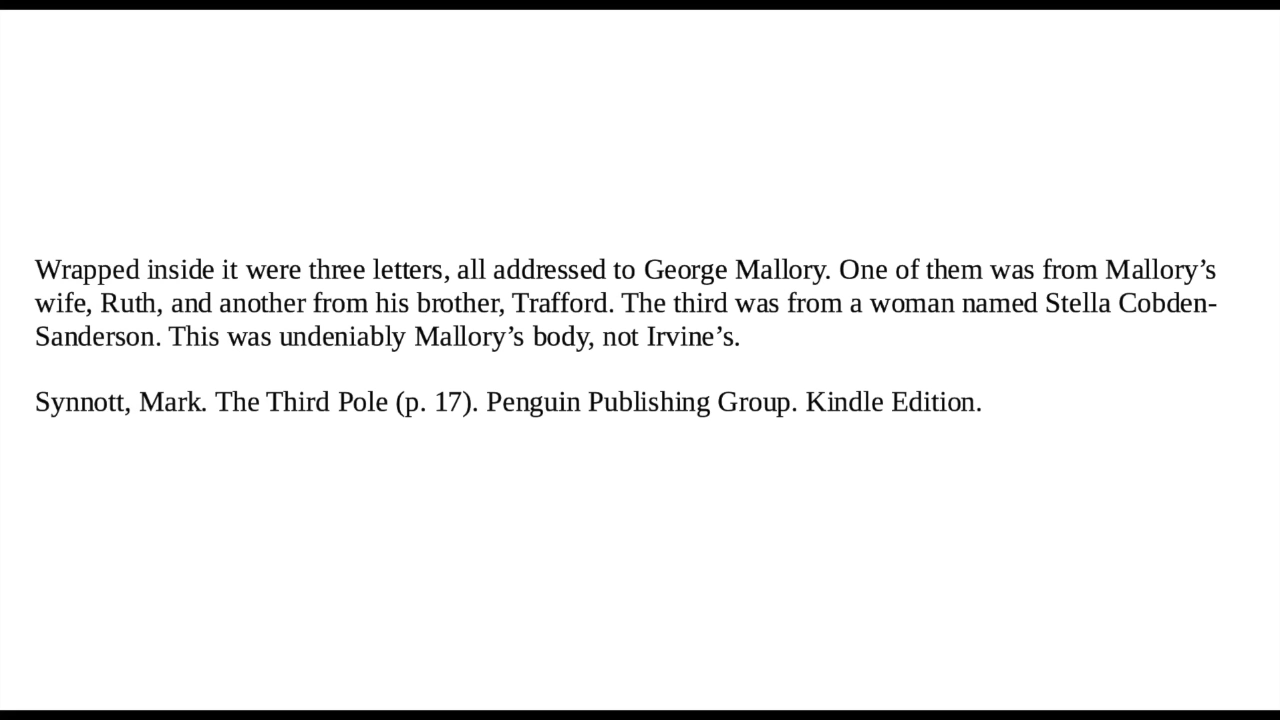 Wrapped inside it were three letters, all addressed to George Mallory. One of them was from Mallory’s
wife, Ruth, and another from his brother, Trafford. The third was from a woman named Stella Cobden-
Sanderson. This was undeniably Mallory’s body, not Irvine’s.
Synnott, Mark. The Third Pole (p. 17). Penguin Publishing Group. Kindle Edition.